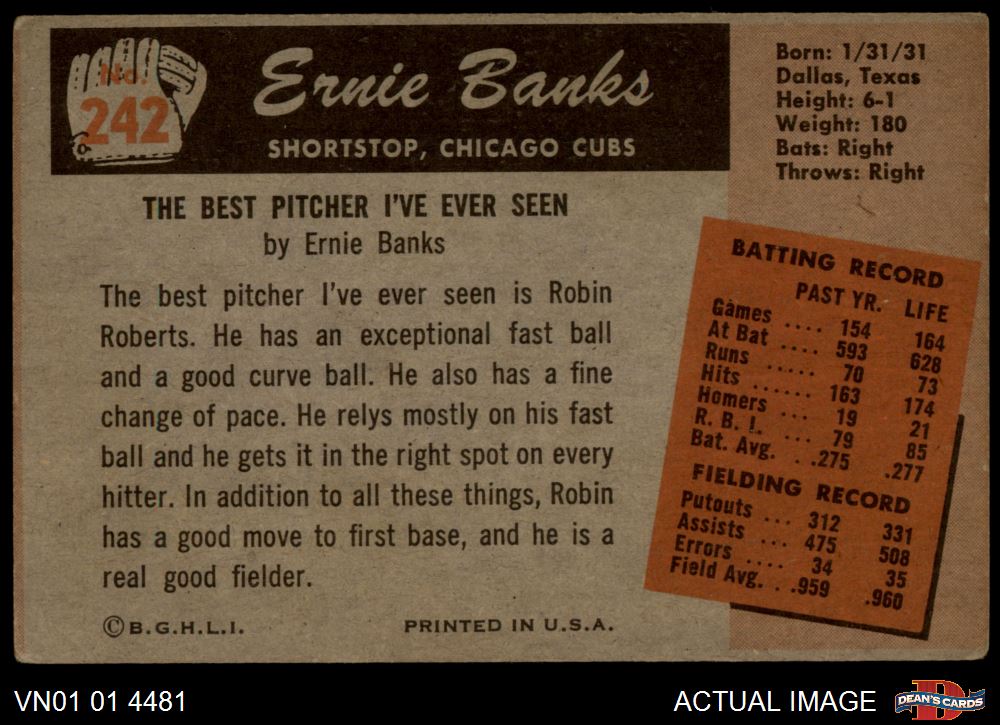 No.
242
Ernie Banks
SHORTSTOP, CHICAGO CUBS
Born: 1/31/31
Dallas, Texas
Height: 6-1
Weight: 180
Bats: Right
Throws: Right
THE BEST PITCHER I'VE EVER SEEN
by Ernie Banks
The best pitcher I've ever seen is Robin
Roberts. He has an exceptional fast ball
and a good curve ball. He also has a fine
change of pace. He relys mostly on his fast
ball and he gets it in the right spot on every
hitter. In addition to all these things, Robin
has a good move to first base, and he is a
real good fielder.
©B.G.H.L.I. PRINTED IN U.S.A.
BATTING RECORD
PAST YR. LIFE
Games .... 154 164
At Bat .... 593 628
Runs ..... 70 73
Hits ...... 163 174
Homers ... 19 21
R. B. I. ... 79 85
Bat. Avg. ..275 .277
FIELDING RECORD
Putouts ... 312 331
Assists ... 475 508
Errors .... 34 35
Field Avg. ..959 .960
VN01 01 4481 ACTUAL IMAGE D DEAN'S CARDS